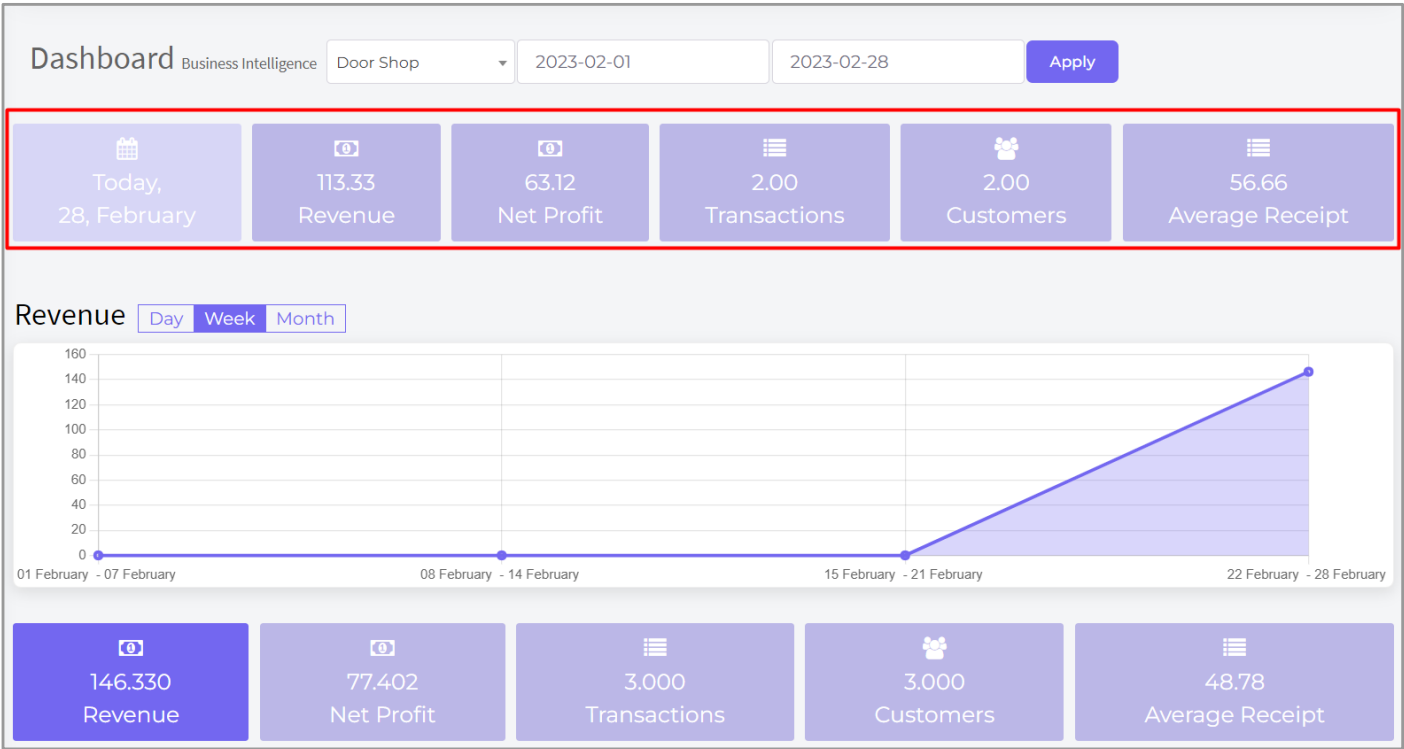 Dashboard Business Intelligence Door Shop 2023-02-01 2023-02-28 Apply
Today,
28, February
113.33
Revenue
63.12
Net Profit
2.00
Transactions
2.00
Customers
56.66
Average Receipt
Revenue Day Week Month
160
140
120
100
80
60
40
20
0
01 February - 07 February
08 February - 14 February
15 February - 21 February
22 February - 28 February
146.330
Revenue
77.402
Net Profit
3.000
Transactions
3.000
Customers
48.78
Average Receipt